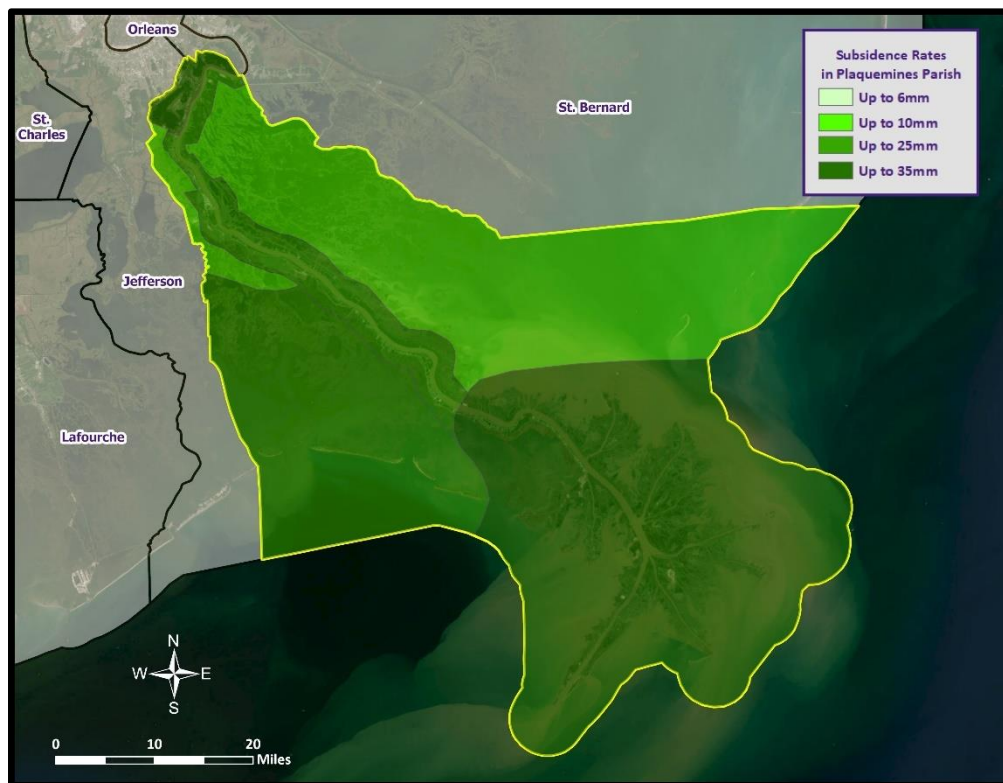 Orleans
St.
Charles
St. Bernard
Jefferson
Lafourche
Subsidence Rates
in Plaquemines Parish
Up to 6mm
Up to 10mm
Up to 25mm
Up to 35mm
N
W E
S
0 10 20
Miles